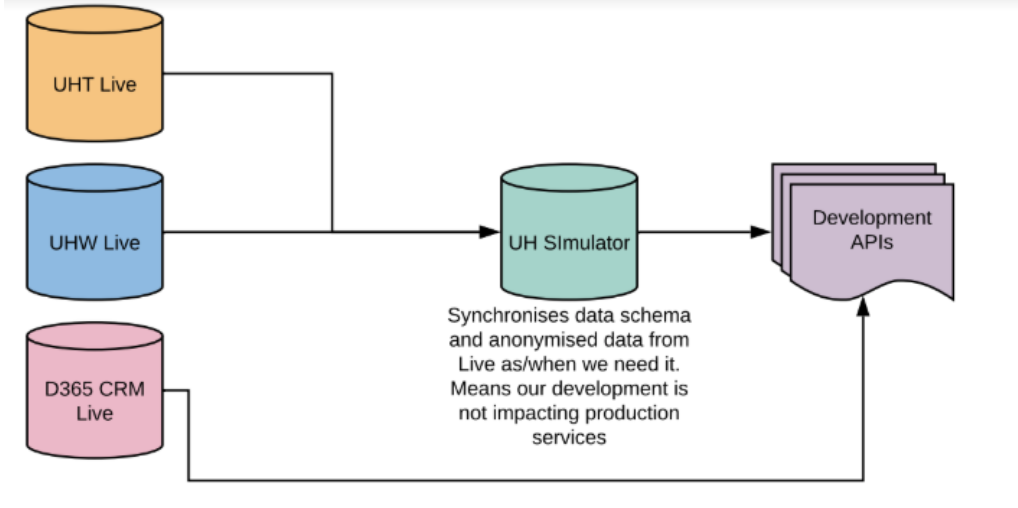 UHT Live
UHW Live
UH SImulator
Development
APIs
Synchronises data schema
and anonymised data from
Live as/when we need it.
Means our development is
not impacting production
services
D365 CRM
Live